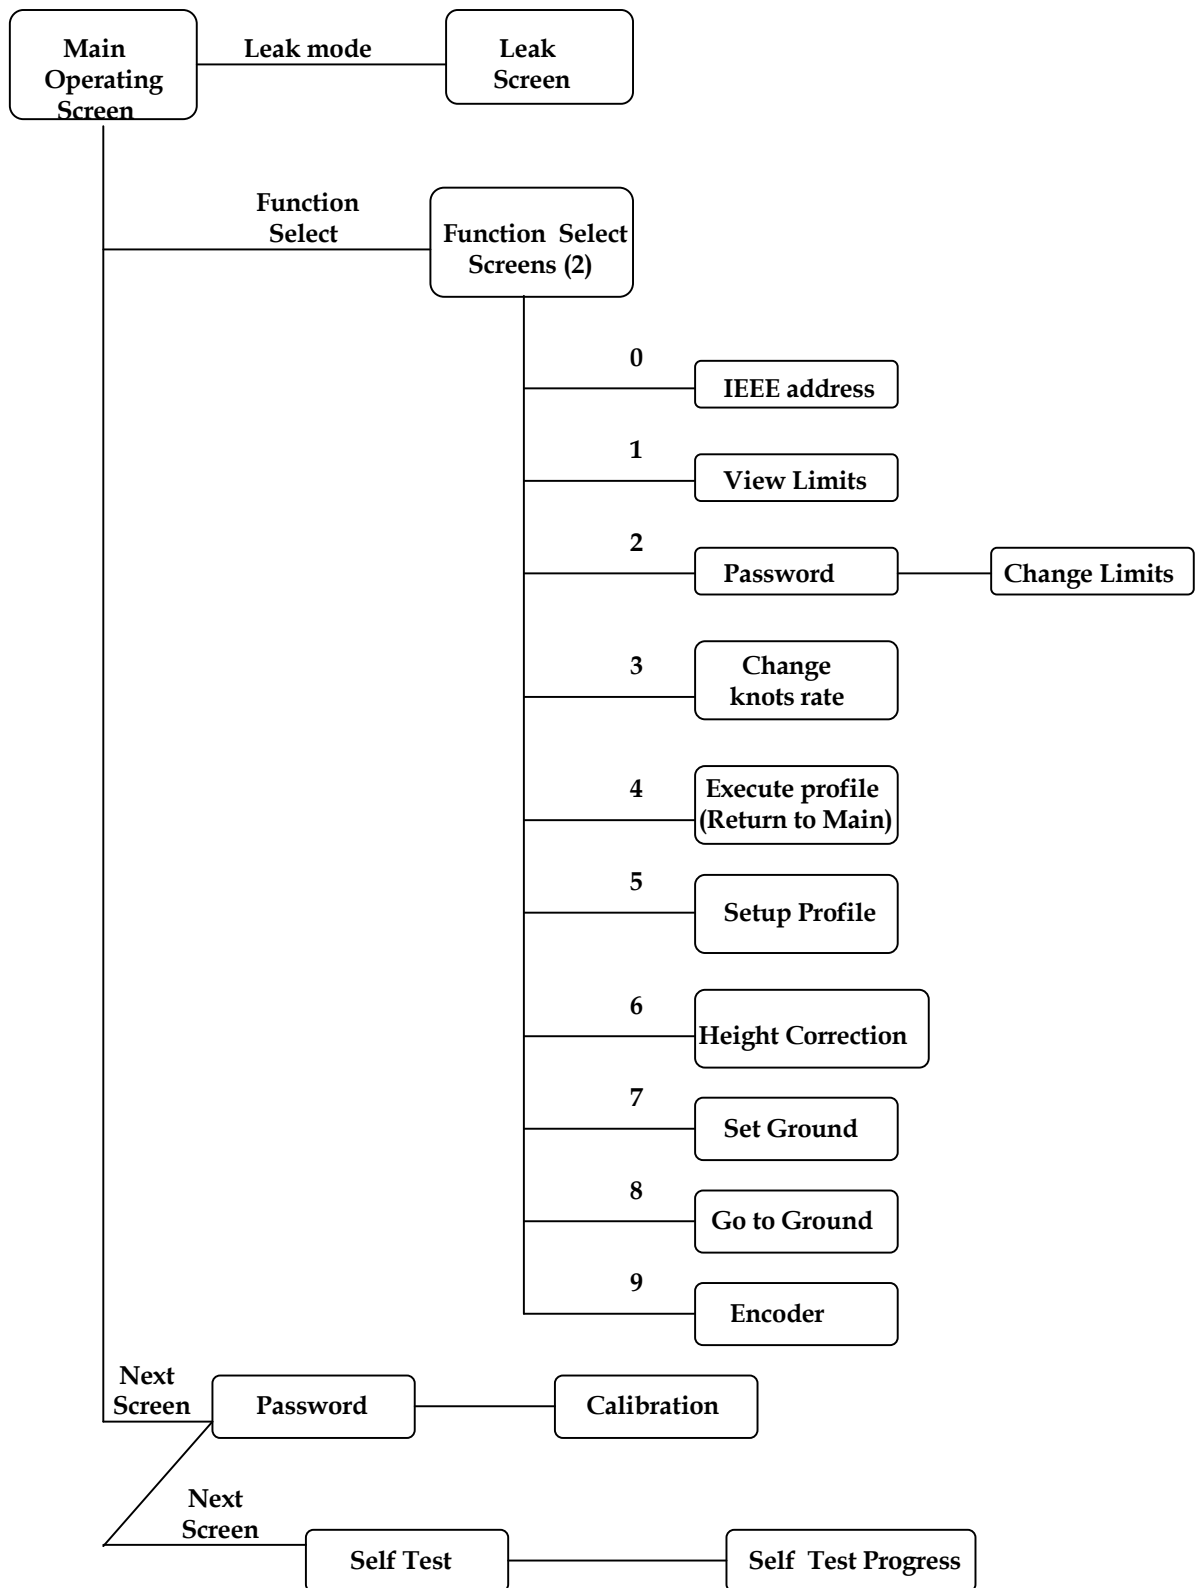 Main
Operating
Screen
Leak mode
Leak
Screen
Function
Select
Function Select
Screens (2)
0
IEEE address
1
View Limits
2
Password
Change Limits
3
Change
knots rate
4
Execute profile
(Return to Main)
5
Setup Profile
6
Height Correction
7
Set Ground
8
Go to Ground
9
Encoder
Next
Screen
Password
Calibration
Next
Screen
Self Test
Self Test Progress